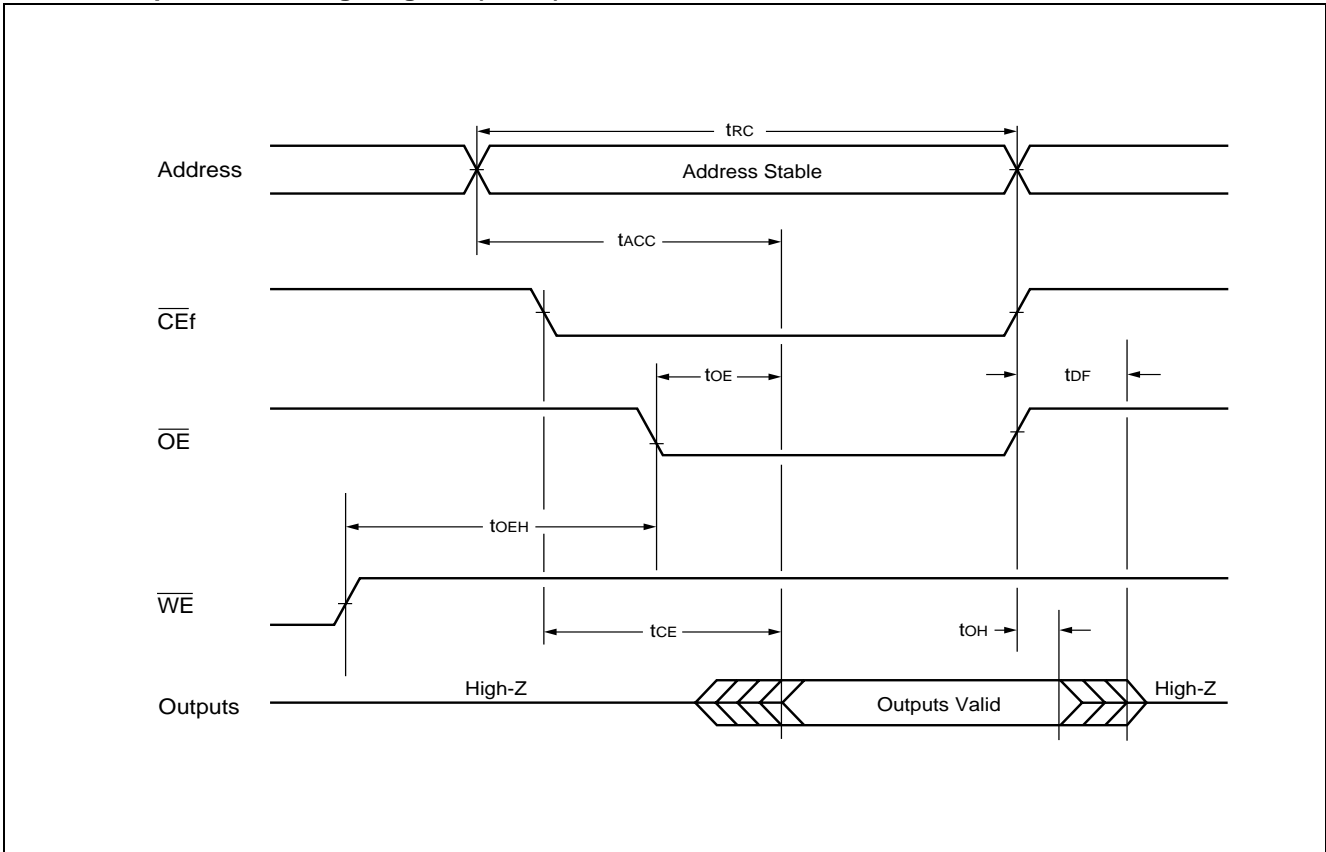 tRC
Address
Address Stable
tACC
CEf
tOE
tDF
OE
tOEH
WE
tCE
tOH
High-Z
High-Z
Outputs
Outputs Valid